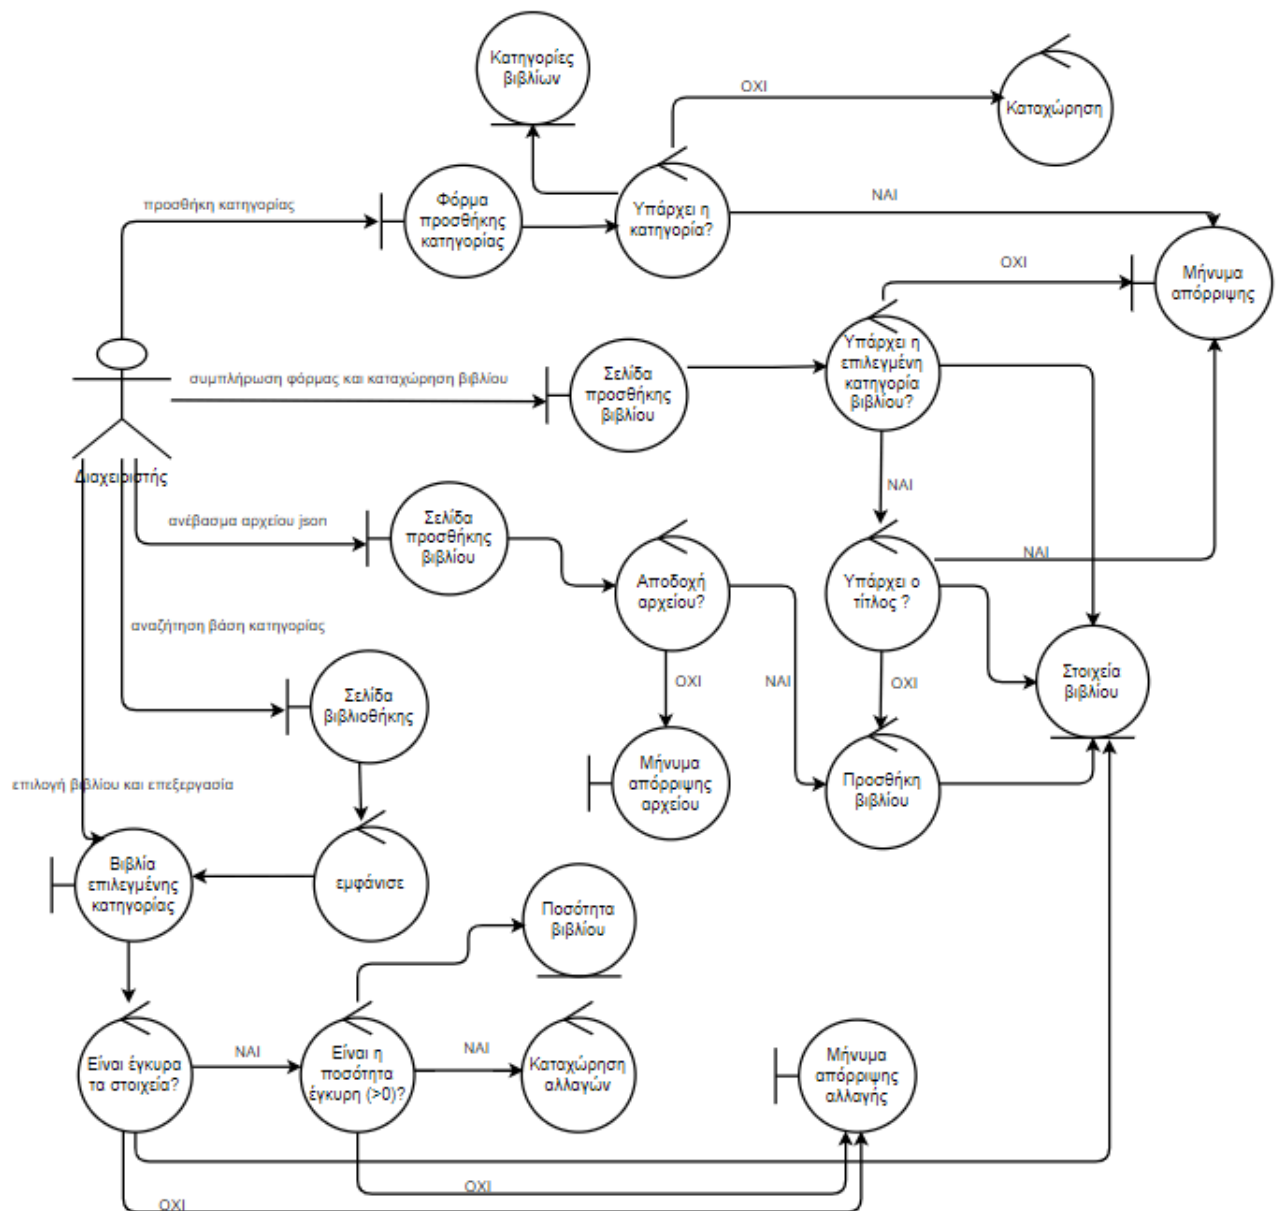 Κατηγορίες
βιβλίων
ΟΧΙ
Καταχώρηση
προσθήκη κατηγορίας
Φόρμα
προσθήκης
κατηγορίας
Υπάρχει η
κατηγορία?
ΝΑΙ
Μήνυμα
απόρριψης
ΟΧΙ
συμπλήρωση φόρμας και καταχώρηση βιβλίου
Σελίδα
προσθήκης
βιβλίου
Υπάρχει η
επιλεγμένη
κατηγορία
βιβλίου?
Διαχειριστής
ΝΑΙ
ανέβασμα αρχείου json
Σελίδα
προσθήκης
βιβλίου
Αποδοχή
αρχείου?
Υπάρχει ο
τίτλος ?
ΝΑΙ
αναζήτηση βάση κατηγορίας
Σελίδα
βιβλιοθήκης
ΟΧΙ
ΝΑΙ
ΟΧΙ
Στοιχεία
βιβλίου
Μήνυμα
απόρριψης
αρχείου
Προσθήκη
βιβλίου
επιλογή βιβλίου και επεξεργασία
Βιβλία
επιλεγμένης
κατηγορίας
εμφάνισε
Ποσότητα
βιβλίου
Είναι έγκυρα
τα στοιχεία?
ΝΑΙ
Είναι η
ποσότητα
έγκυρη (>0)?
ΝΑΙ
Καταχώρηση
αλλαγών
Μήνυμα
απόρριψης
αλλαγής
ΟΧΙ
ΟΧΙ